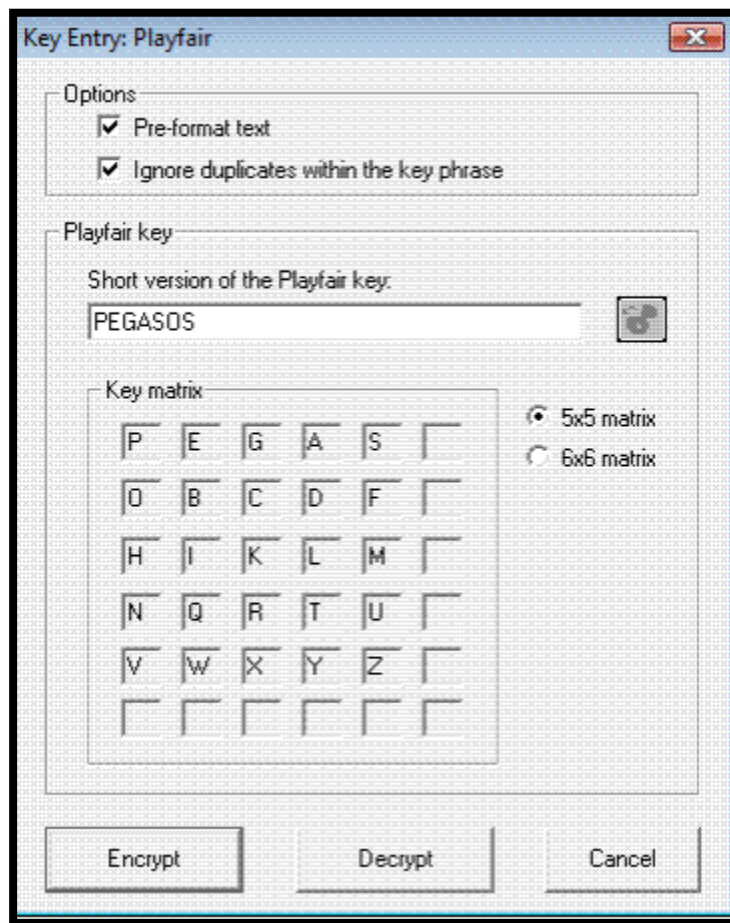 Key Entry: Playfair
Options
Pre-format text
Ignore duplicates within the key phrase
Playfair key
Short version of the Playfair key:
PEGASOS
Key matrix
P E G A S
O B C D F
H I K L M
N Q R T U
V W X Y Z
5x5 matrix
6x6 matrix
Encrypt Decrypt Cancel